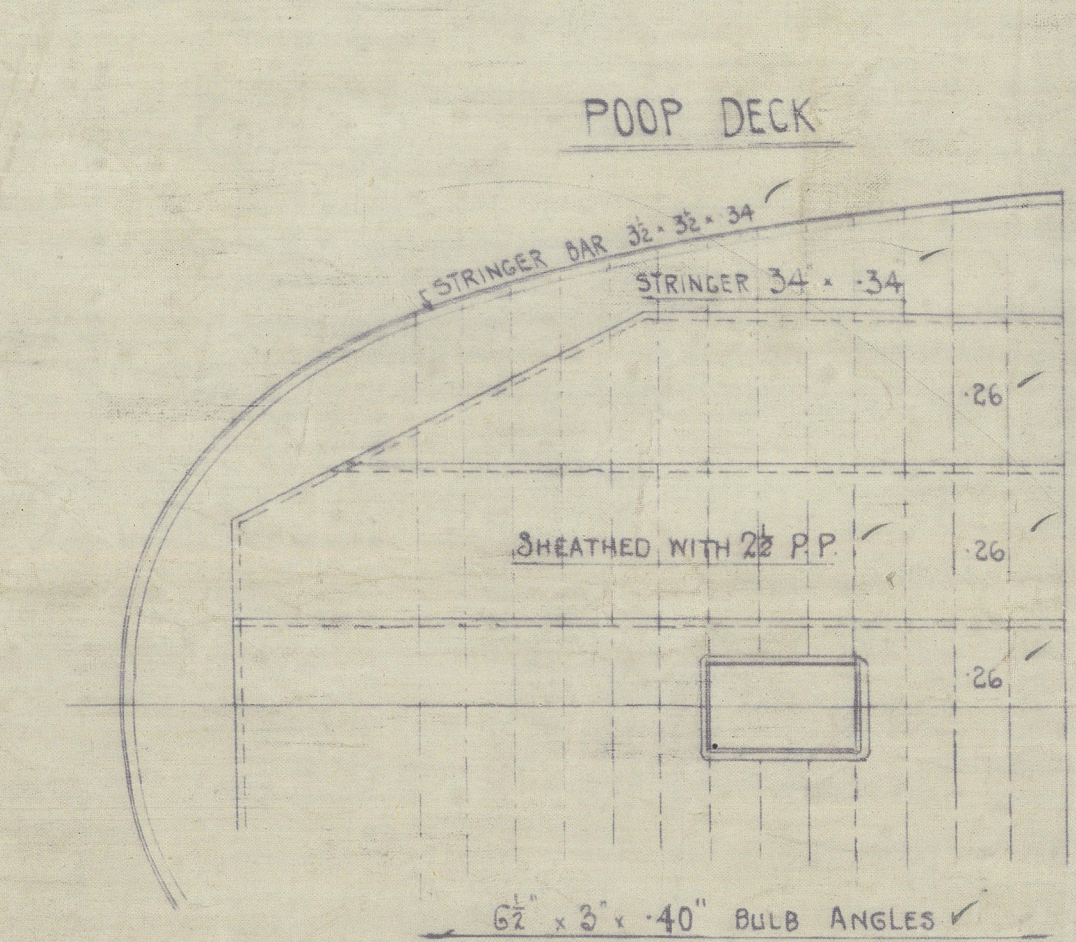 POOP DECK
STRINGER BAR 3½ × 3½ × ·34 ✓
STRINGER 34" × ·34 ✓
·26 ✓
SHEATHED WITH 2½ P.P. ✓
·26 ✓
·26 ✓
6½" × 3" × ·40" BULB ANGLES ✓